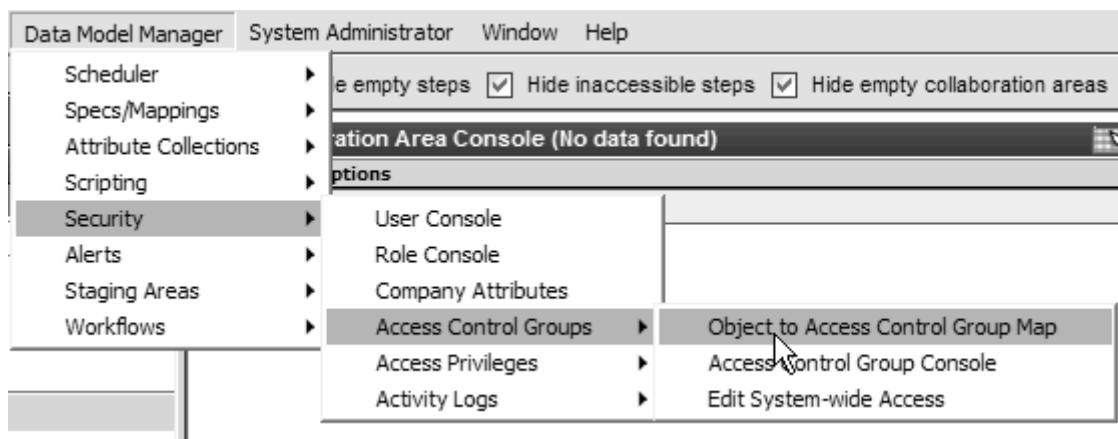 Data Model Manager System Administrator Window Help
Scheduler
Specs/Mappings
Attribute Collections
Scripting
Security
Alerts
Staging Areas
Workflows
empty steps Hide inaccessible steps Hide empty collaboration areas
Area Console (No data found)
User Console
Role Console
Company Attributes
Access Control Groups
Access Privileges
Activity Logs
Object to Access Control Group Map
Access Control Group Console
Edit System-wide Access